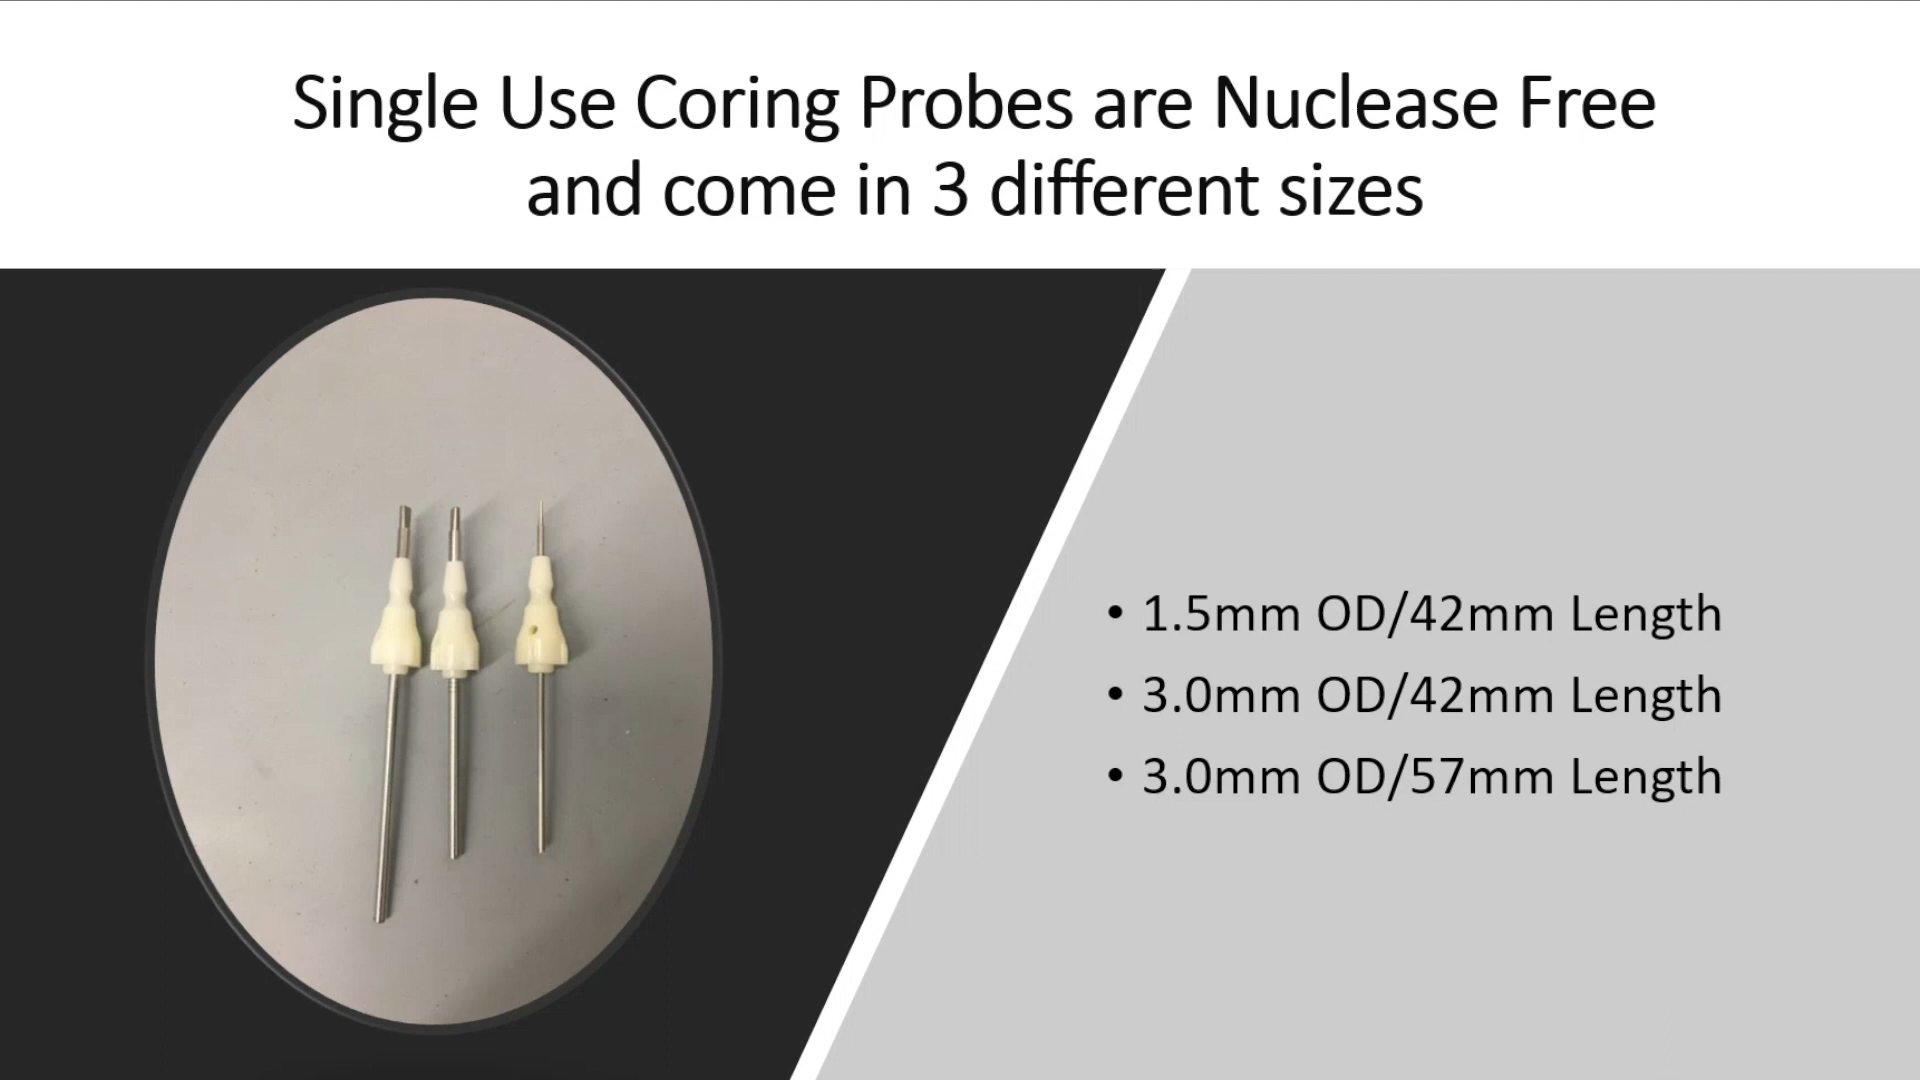 Single Use Coring Probes are Nuclease Free
and come in 3 different sizes
• 1.5mm OD/42mm Length
• 3.0mm OD/42mm Length
• 3.0mm OD/57mm Length